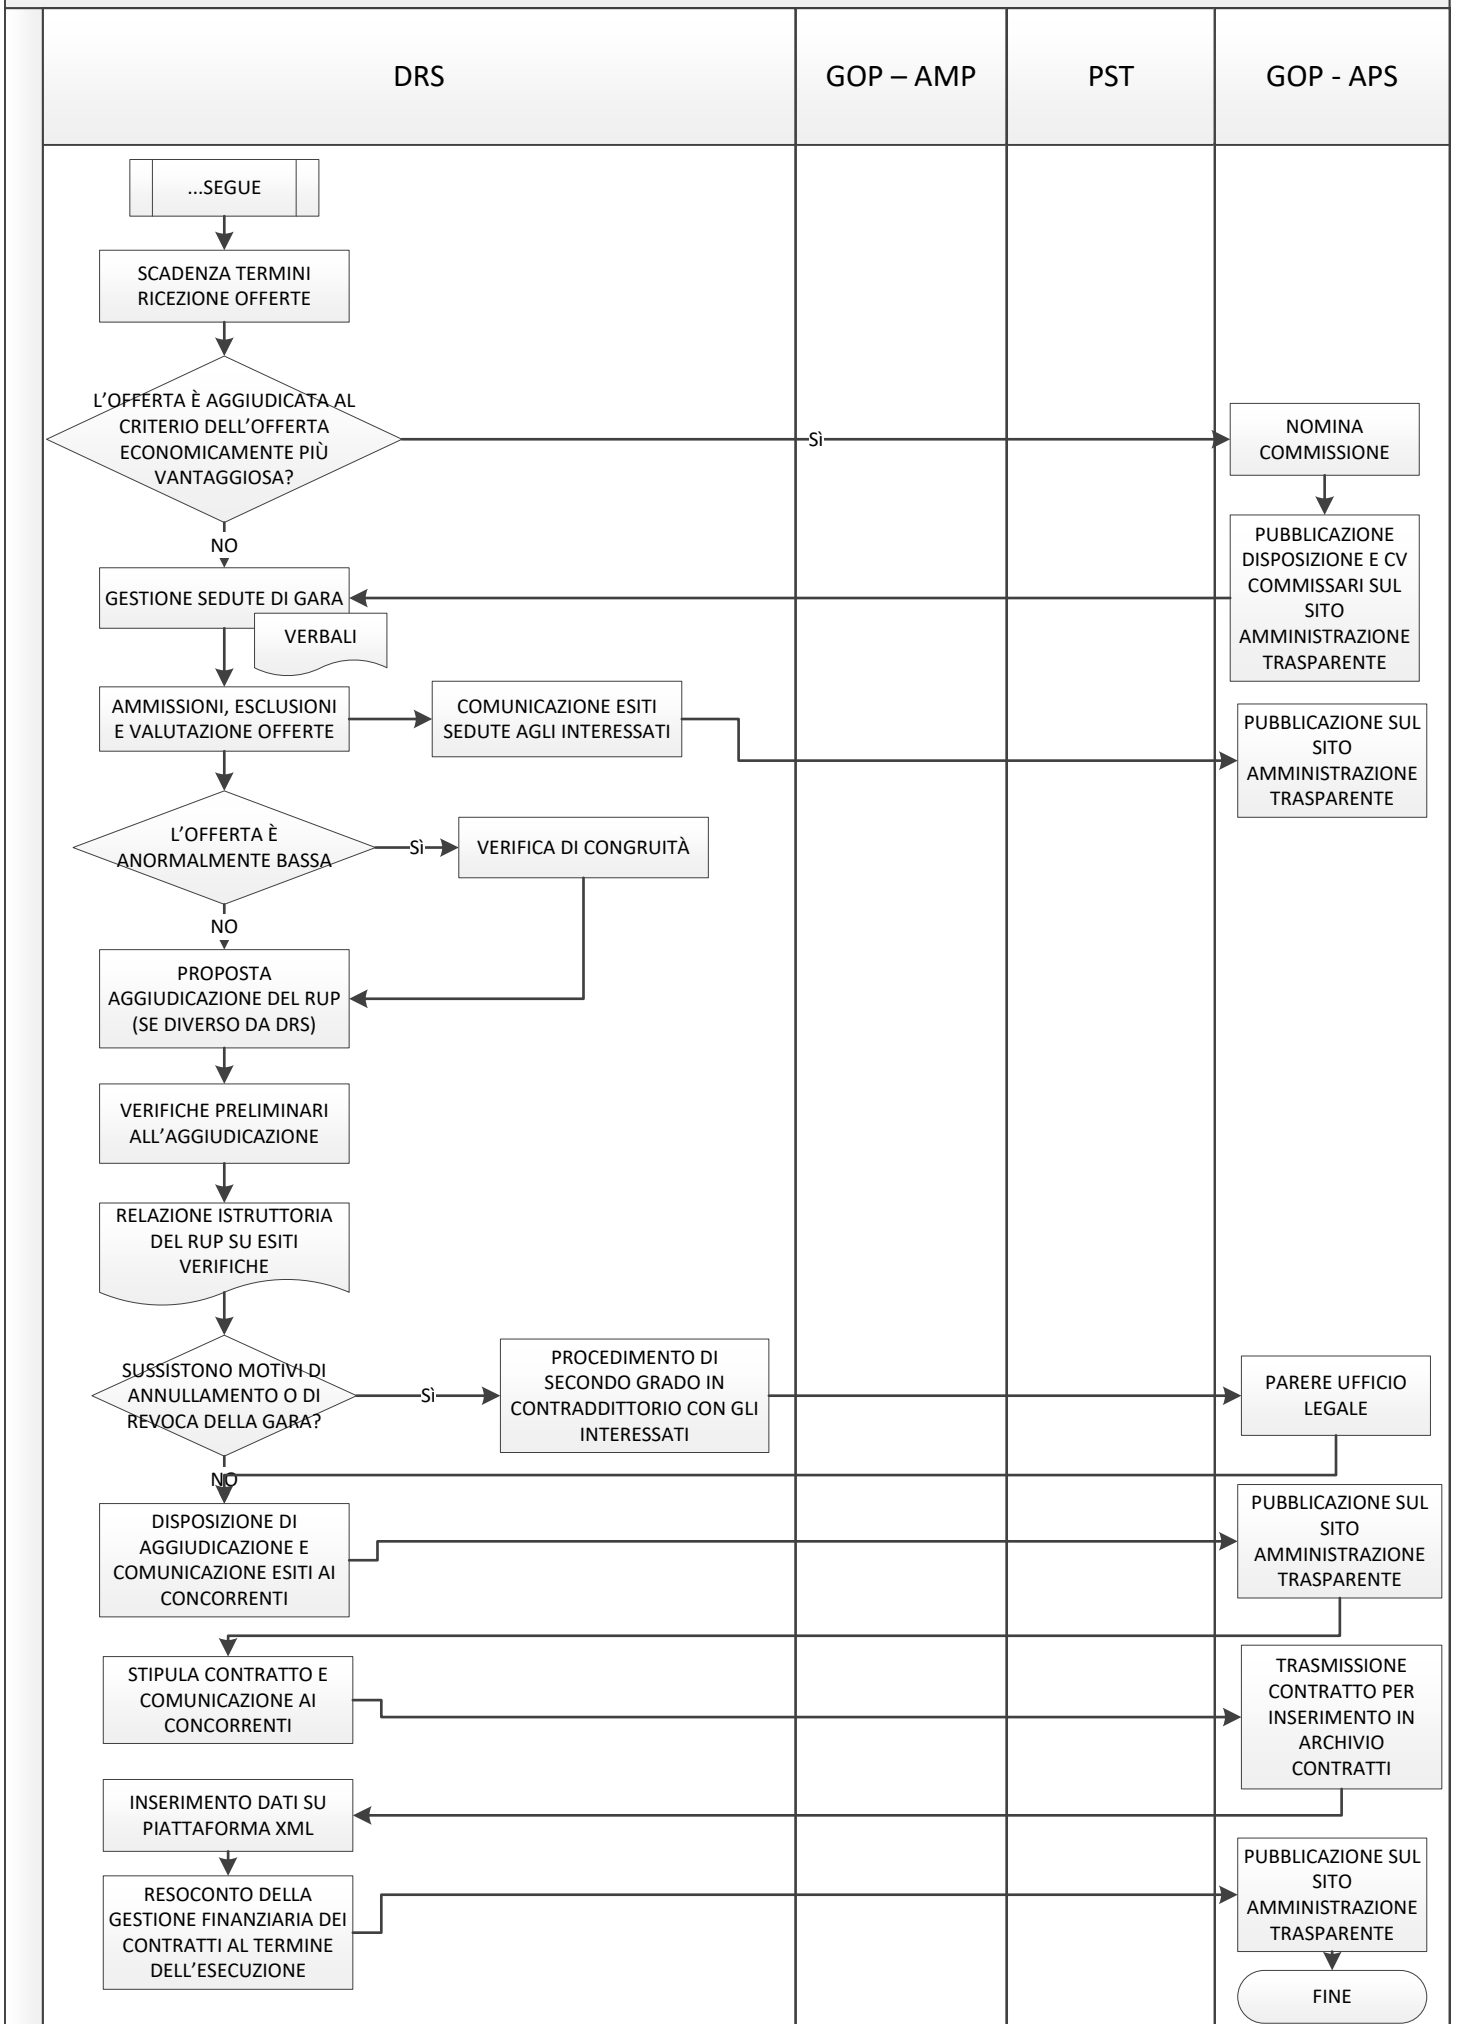 DRS
GOP – AMP
PST
GOP - APS
...SEGUE
SCADENZA TERMINI
RICEZIONE OFFERTE
L’OFFERTA È AGGIUDICATA AL
CRITERIO DELL’OFFERTA
ECONOMICAMENTE PIÙ
VANTAGGIOSA?
Sì
NOMINA
COMMISSIONE
NO
PUBBLICAZIONE
DISPOSIZIONE E CV
COMMISSARI SUL
SITO
AMMINISTRAZIONE
TRASPARENTE
GESTIONE SEDUTE DI GARA
VERBALI
AMMISSIONI, ESCLUSIONI
E VALUTAZIONE OFFERTE
COMUNICAZIONE ESITI
SEDUTE AGLI INTERESSATI
PUBBLICAZIONE SUL
SITO
AMMINISTRAZIONE
TRASPARENTE
L’OFFERTA È
ANORMALMENTE BASSA
Sì
VERIFICA DI CONGRUITÀ
NO
PROPOSTA
AGGIUDICAZIONE DEL RUP
(SE DIVERSO DA DRS)
VERIFICHE PRELIMINARI
ALL’AGGIUDICAZIONE
RELAZIONE ISTRUTTORIA
DEL RUP SU ESITI
VERIFICHE
SUSSISTONO MOTIVI DI
ANNULLAMENTO O DI
REVOCA DELLA GARA?
Sì
PROCEDIMENTO DI
SECONDO GRADO IN
CONTRADDITTORIO CON GLI
INTERESSATI
PARERE UFFICIO
LEGALE
NO
DISPOSIZIONE DI
AGGIUDICAZIONE E
COMUNICAZIONE ESITI AI
CONCORRENTI
PUBBLICAZIONE SUL
SITO
AMMINISTRAZIONE
TRASPARENTE
STIPULA CONTRATTO E
COMUNICAZIONE AI
CONCORRENTI
TRASMISSIONE
CONTRATTO PER
INSERIMENTO IN
ARCHIVIO
CONTRATTI
INSERIMENTO DATI SU
PIATTAFORMA XML
RESOCONTO DELLA
GESTIONE FINANZIARIA DEI
CONTRATTI AL TERMINE
DELL’ESECUZIONE
PUBBLICAZIONE SUL
SITO
AMMINISTRAZIONE
TRASPARENTE
FINE